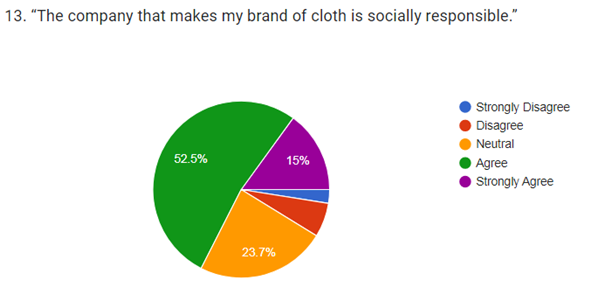 13. “The company that makes my brand of cloth is socially responsible.”
52.5%
15%
23.7%
Strongly Disagree
Disagree
Neutral
Agree
Strongly Agree